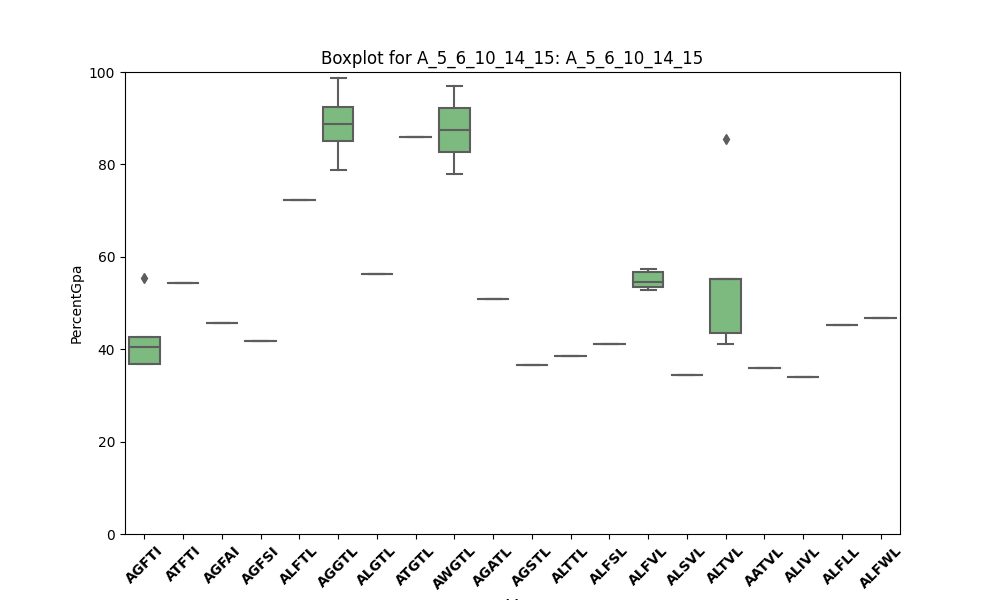 Boxplot for A_5_6_10_14_15: A_5_6_10_14_15
PercentGpa
100
80
60
40
20
0
AGFTI
ATFTI
AGFAI
AGFSI
ALFTL
AGGTL
ALGTL
ATGTL
AWGTL
AGATL
AGSTL
ALTTL
ALFSL
ALFVL
ALSVL
ALTVL
AATVL
ALIVL
ALFLL
ALFWL